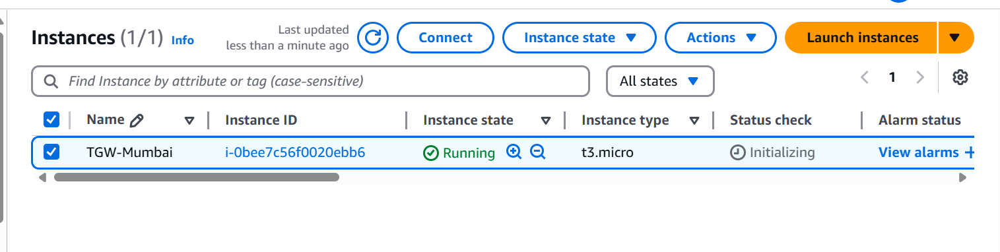 Instances (1/1) Info
Last updated
less than a minute ago
Connect
Instance state
Actions
Launch instances
Find Instance by attribute or tag (case-sensitive)
All states
1
Name Instance ID Instance state Instance type Status check Alarm status
TGW-Mumbai i-0bee7c56f0020ebb6 Running t3.micro Initializing View alarms +